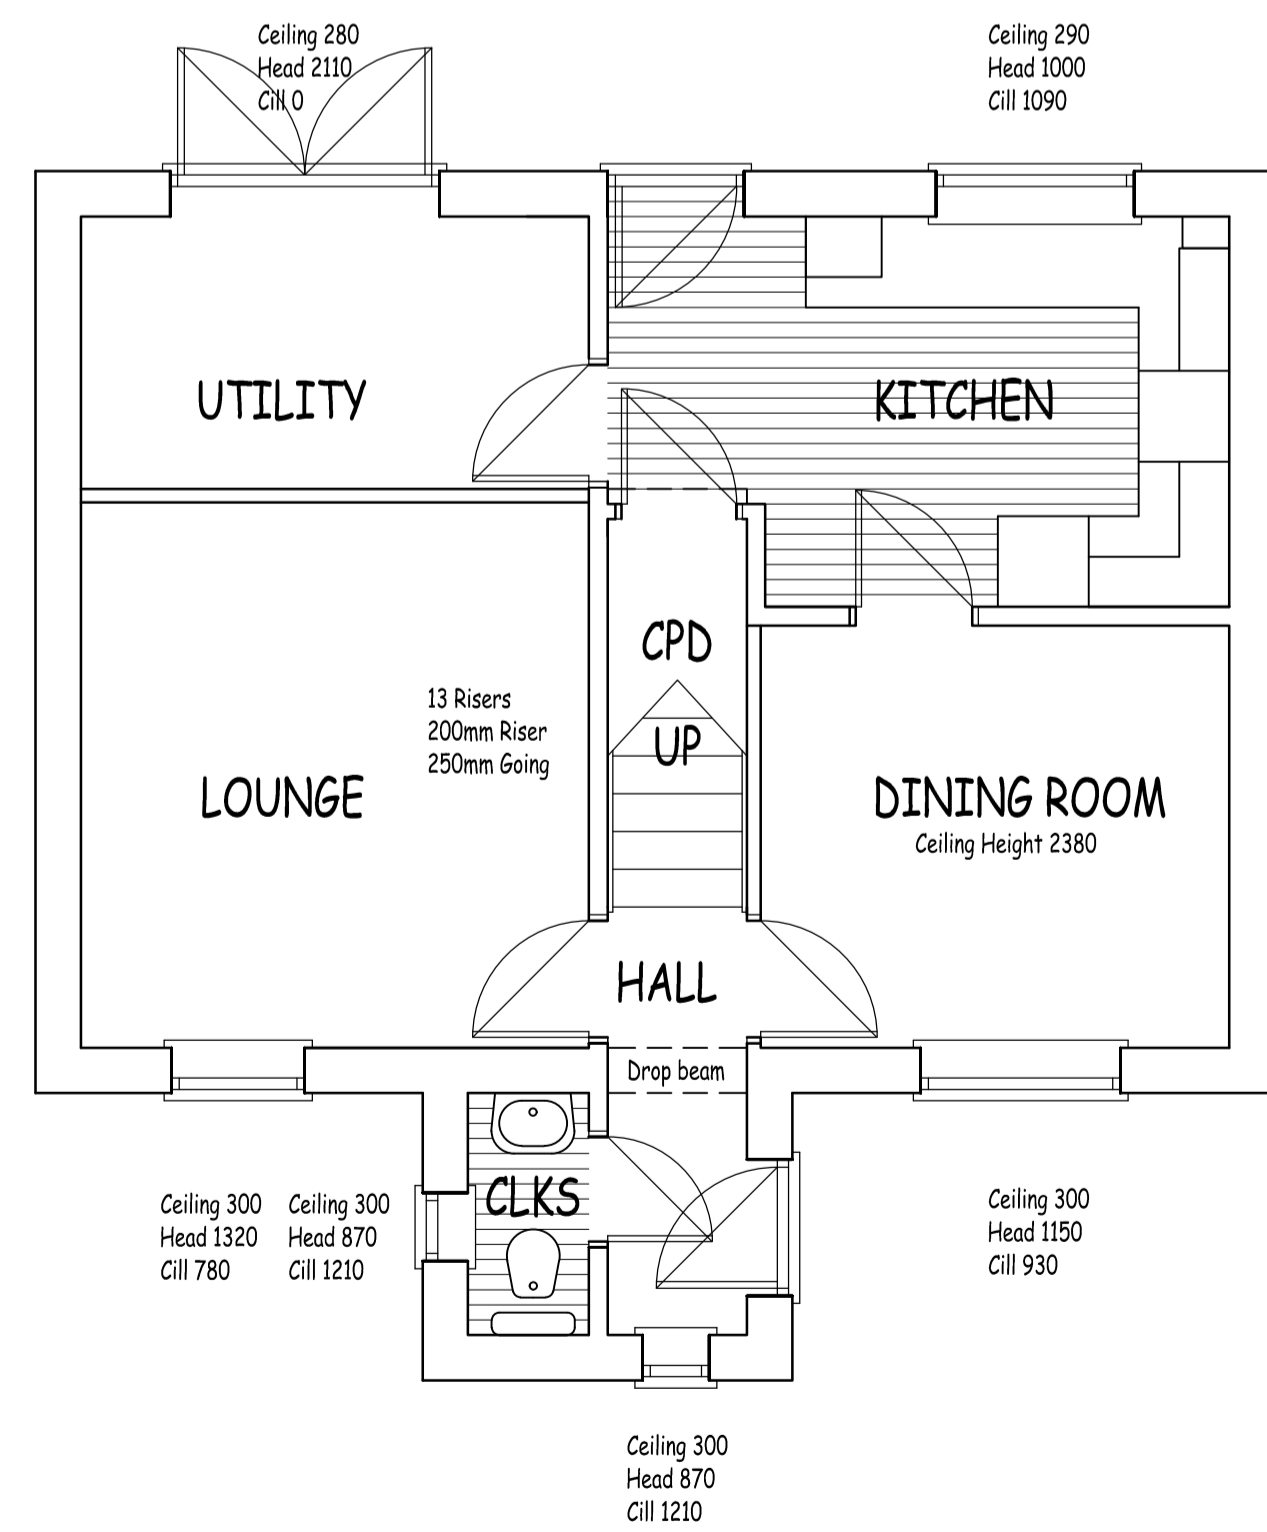 Ceiling 280
Head 2110
Cill 0
Ceiling 290
Head 1000
Cill 1090
UTILITY
KITCHEN
CPD
13 Risers
200mm Riser
250mm Going
UP
LOUNGE
DINING ROOM
Ceiling Height 2380
HALL
Drop beam
CLKS
Ceiling 300
Head 1320
Cill 780
Ceiling 300
Head 870
Cill 1210
Ceiling 300
Head 1150
Cill 930
Ceiling 300
Head 870
Cill 1210